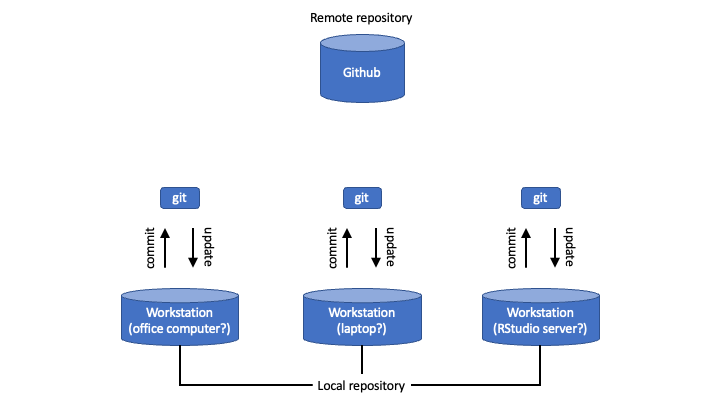 Remote repository
Github
git
git
git
commit
update
commit
update
commit
update
Workstation
(office computer?)
Workstation
(laptop?)
Workstation
(RStudio server?)
Local repository